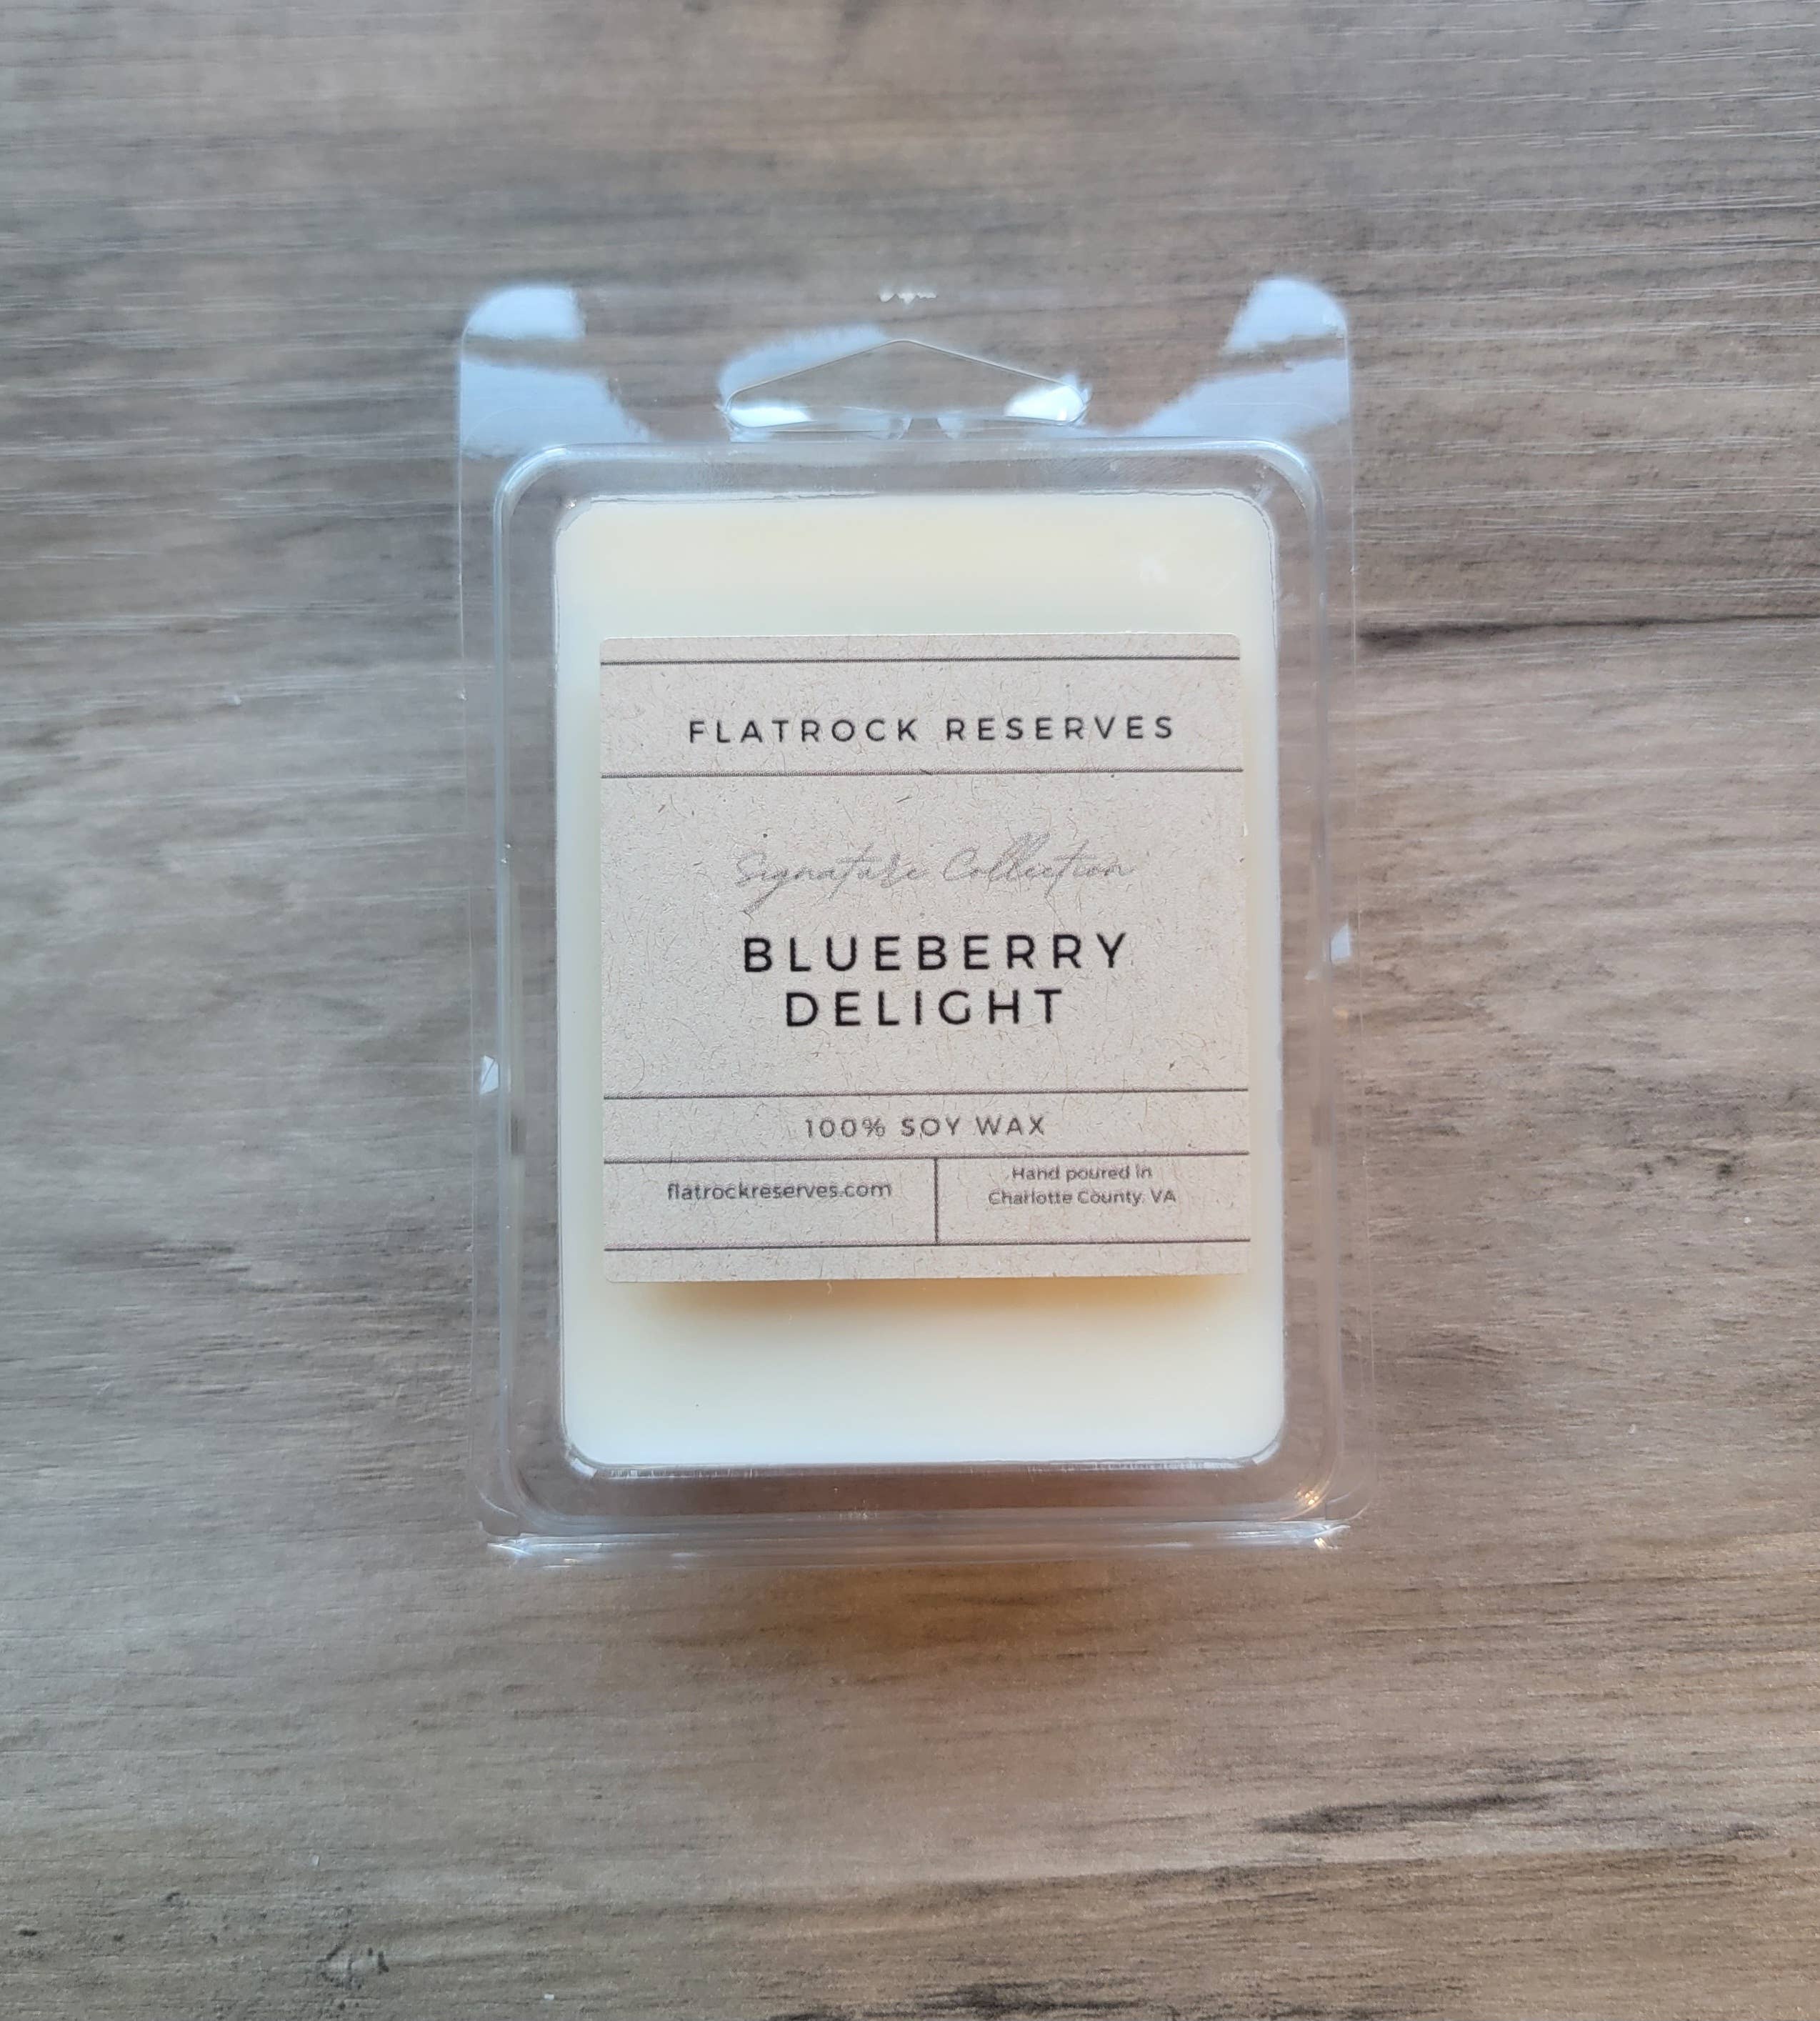 FLATROCK RESERVES
Signature Collection
BLUEBERRY
DELIGHT
100% SOY WAX
flatrockreserves.com
Hand poured in
Charlotte County, VA